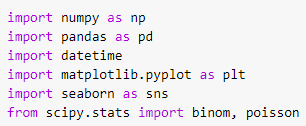 import numpy as np
import pandas as pd
import datetime
import matplotlib.pyplot as plt
import seaborn as sns
from scipy.stats import binom, poisson